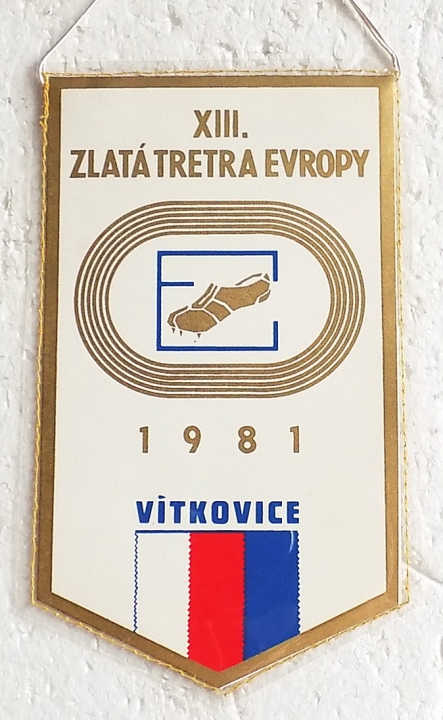 XIII.
ZLATÁ TRETRA EVROPY
1981
VÍTKOVICE